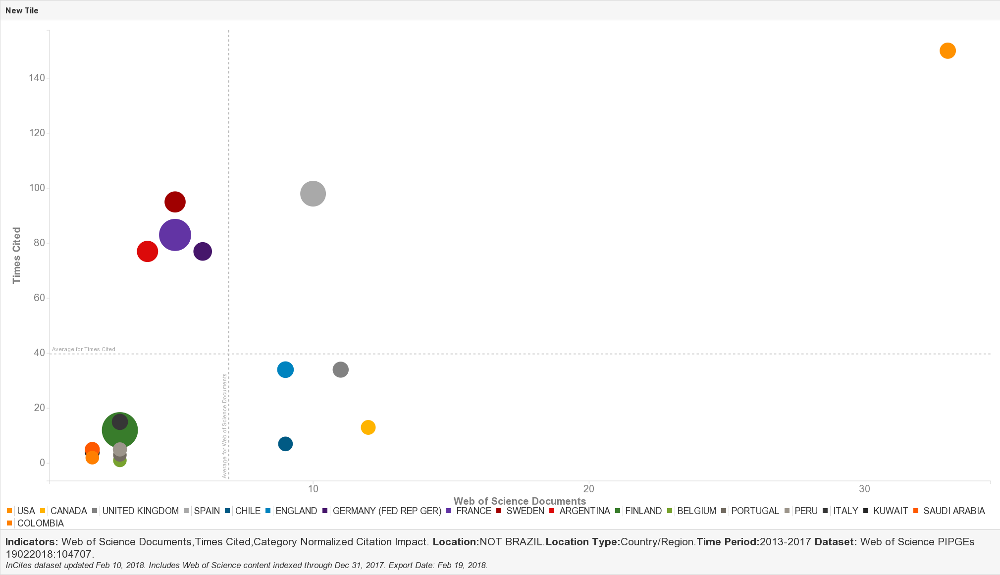 New Tile
140
120
100
80
60
40
20
0
Times Cited
Average for Times Cited
Average for Web of Science Documents
10 20 30
Web of Science Documents
USA CANADA UNITED KINGDOM SPAIN CHILE ENGLAND GERMANY (FED REP GER) FRANCE SWEDEN ARGENTINA FINLAND BELGIUM PORTUGAL PERU ITALY KUWAIT SAUDI ARABIA
COLOMBIA
Indicators: Web of Science Documents,Times Cited,Category Normalized Citation Impact. Location:NOT BRAZIL.Location Type:Country/Region.Time Period:2013-2017 Dataset: Web of Science PIPGEs
19022018:104707.
InCites dataset updated Feb 10, 2018. Includes Web of Science content indexed through Dec 31, 2017. Export Date: Feb 19, 2018.